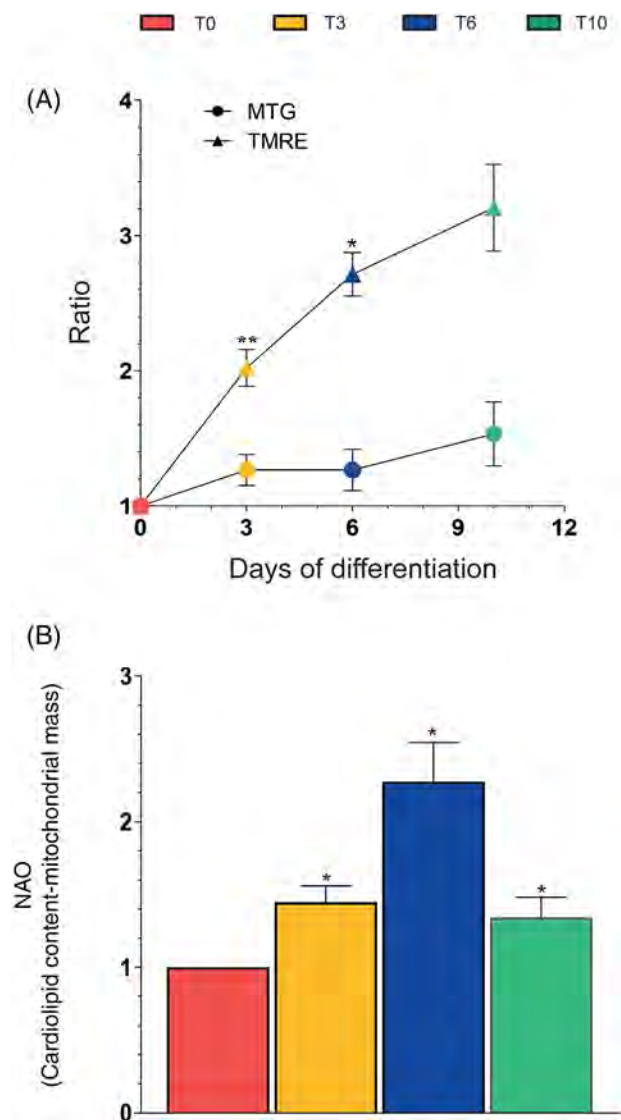 T0 T3 T6 T10
(A)
4
MTG
TMRE
3
*
**
2
1
Ratio
0 3 6 9 12
Days of differentiation
(B)
3
*
2
*
*
1
0
NAO
(Cardiolipid content-mitochondrial mass)